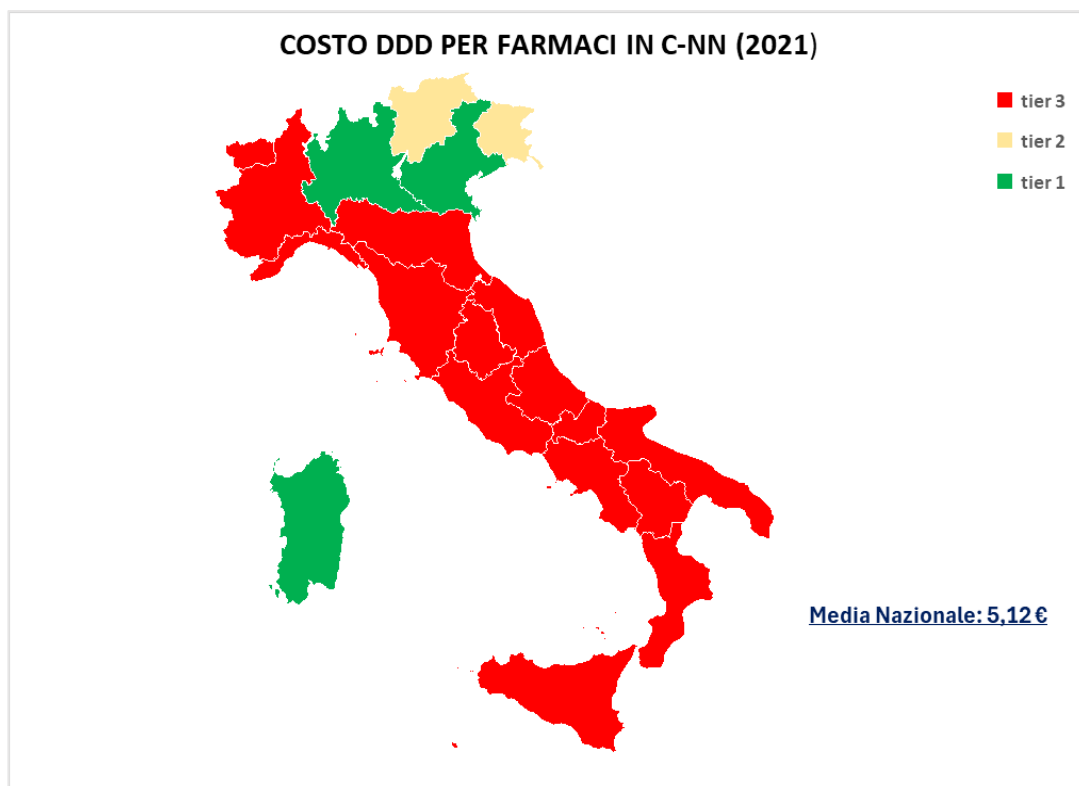 COSTO DDD PER FARMACI IN C-NN (2021)
tier 3
tier 2
tier 1
Media Nazionale: 5,12 €